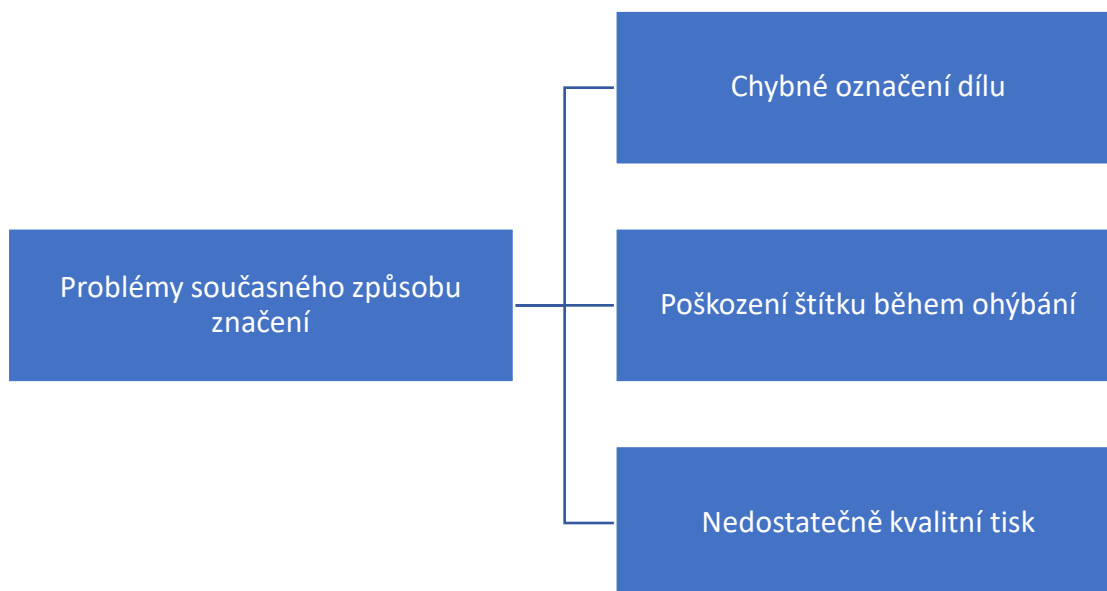 Chybné označení dílu
Problémy současného způsobu
značení
Poškození štítku během ohýbání
Nedostatečně kvalitní tisk